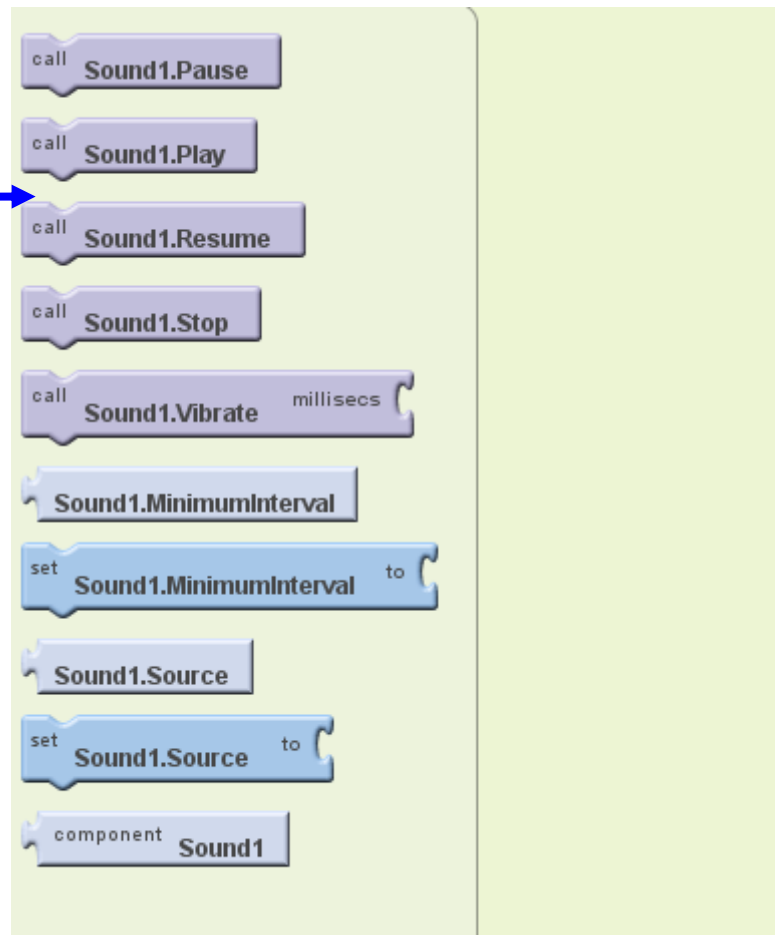 call Sound1.Pause
call Sound1.Play
call Sound1.Resume
call Sound1.Stop
call Sound1.Vibrate millisecs
Sound1.MinimumInterval
set Sound1.MinimumInterval to
Sound1.Source
set Sound1.Source to
component Sound1